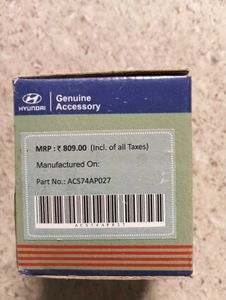 HYUNDAI
Genuine
Accessory
MRP : ₹ 809.00 (Incl. of all Taxes)
Manufactured On:
Part No.: ACS74AP027
ACS74AP027